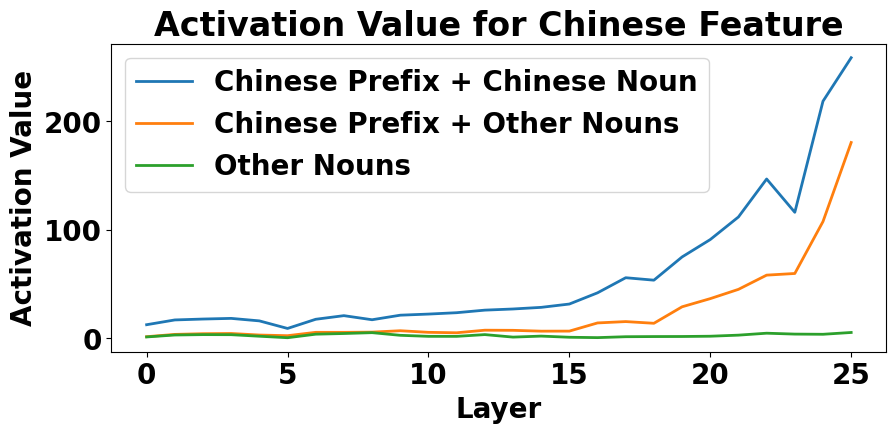 Activation Value for Chinese Feature
Chinese Prefix + Chinese Noun
Chinese Prefix + Other Nouns
Other Nouns
Activation Value
200
100
0
0 5 10 15 20 25
Layer